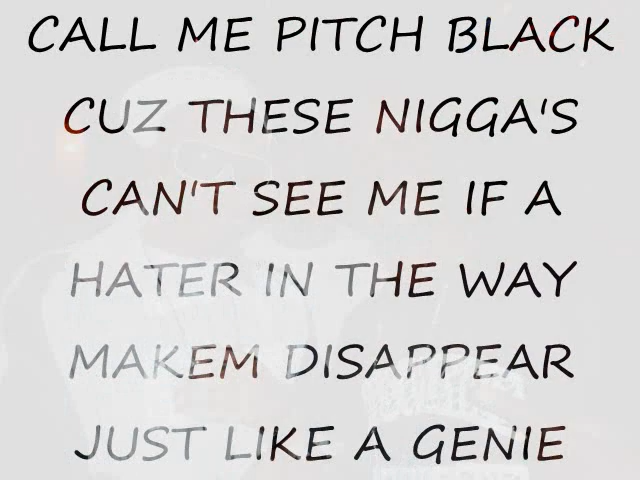 CALL ME PITCH BLACK
CUZ THESE NIGGA'S
CAN'T SEE ME IF A
HATER IN THE WAY
MAKEM DISAPPEAR
JUST LIKE A GENIE